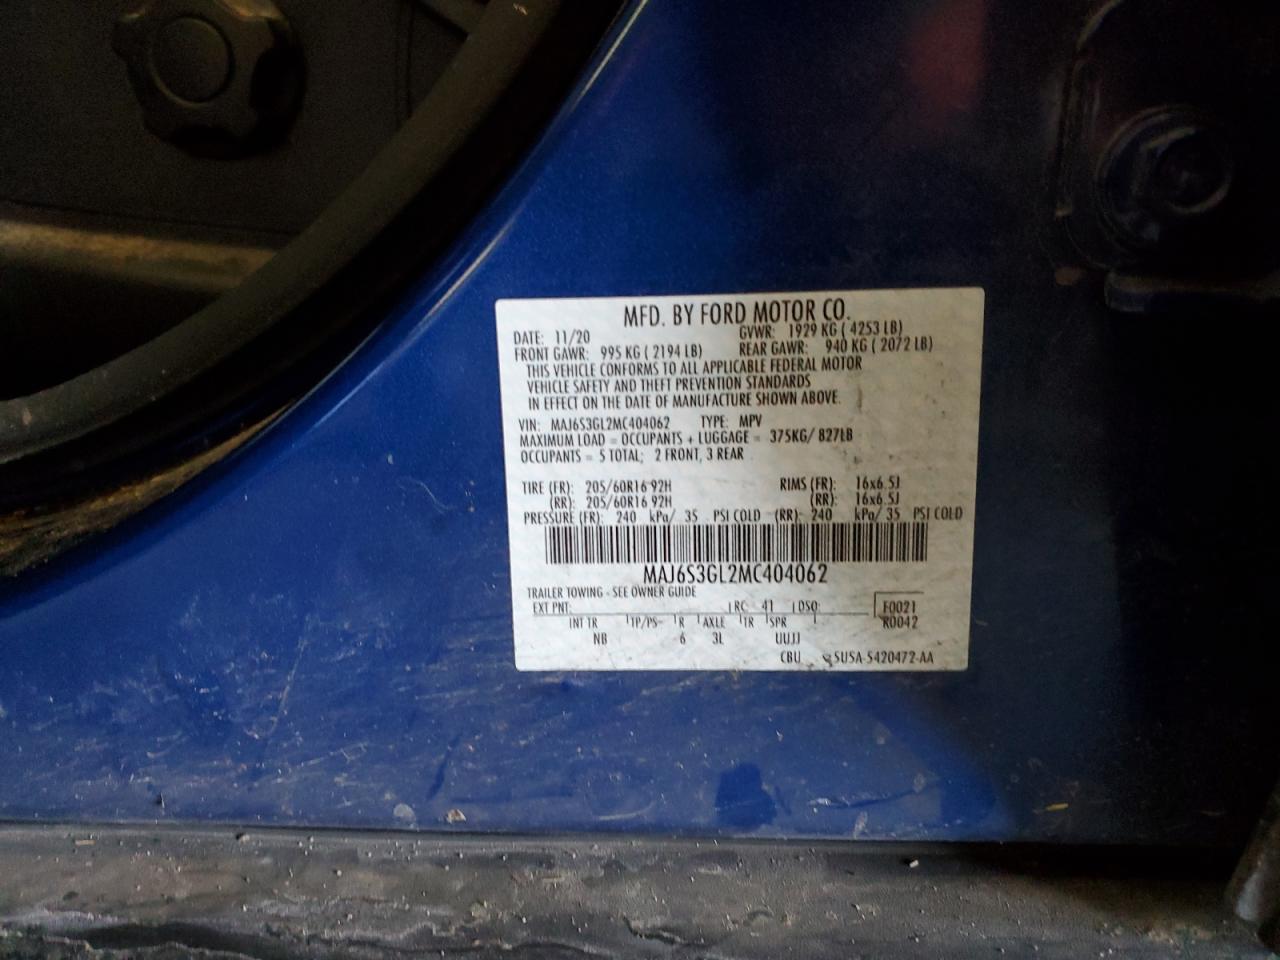 MFD. BY FORD MOTOR CO.
DATE: 11/20 GVWR: 1929 KG ( 4253 LB)
FRONT GAWR: 995 KG ( 2194 LB) REAR GAWR: 940 KG ( 2072 LB)
THIS VEHICLE CONFORMS TO ALL APPLICABLE FEDERAL MOTOR
VEHICLE SAFETY AND THEFT PREVENTION STANDARDS
IN EFFECT ON THE DATE OF MANUFACTURE SHOWN ABOVE.
VIN: MAJ6S3GL2MC404062 TYPE: MPV
MAXIMUM LOAD = OCCUPANTS + LUGGAGE = 375KG/ 827LB
OCCUPANTS = 5 TOTAL; 2 FRONT, 3 REAR
TIRE (FR): 205/60R16 92H RIMS (FR): 16x6.5J
(RR): 205/60R16 92H (RR): 16x6.5J
PRESSURE (FR): 240 kPa/ 35 PSI COLD (RR): 240 kPa/ 35 PSI COLD
MAJ6S3GL2MC404062
TRAILER TOWING - SEE OWNER GUIDE
EXT PNT: RC: 41 DSO: F0021
INT TR TP/PS R AXLE TR SPR R0042
NB 6 3L UUJJ
CBU 5USA-5420472-AA